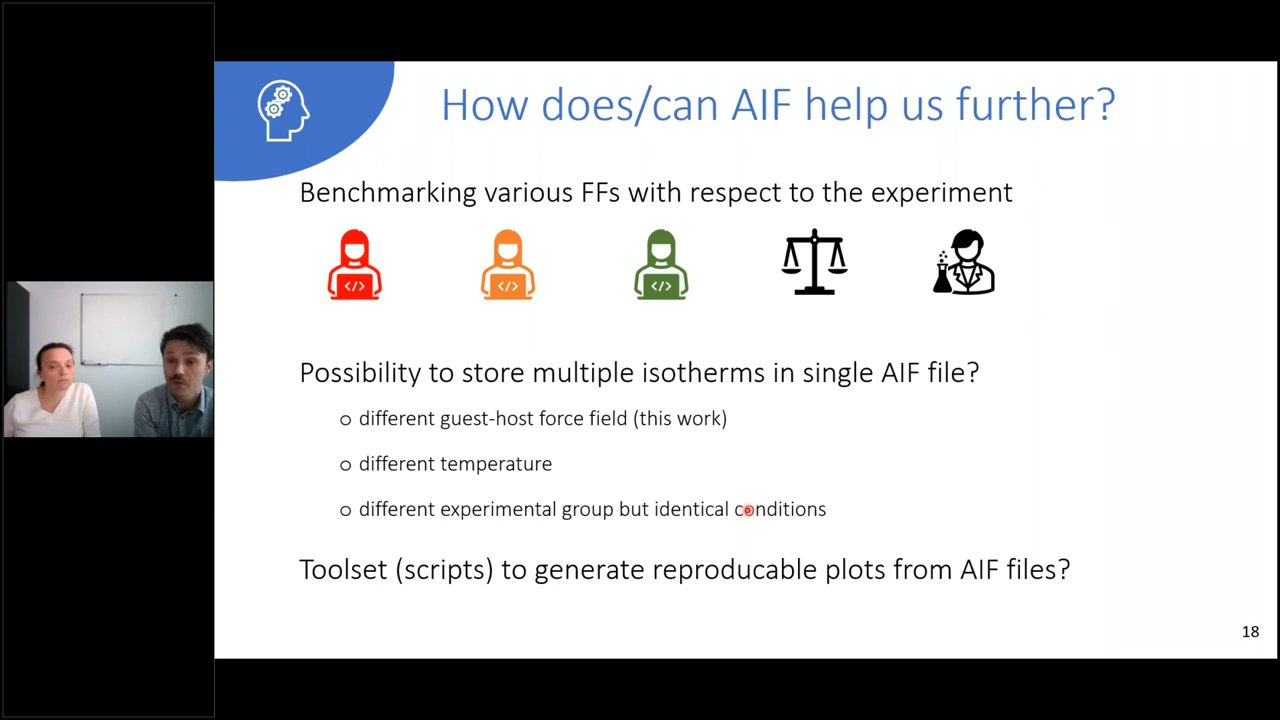 How does/can AIF help us further?
Benchmarking various FFs with respect to the experiment
</>
</>
</>
Possibility to store multiple isotherms in single AIF file?
o different guest-host force field (this work)
o different temperature
o different experimental group but identical conditions
Toolset (scripts) to generate reproducable plots from AIF files?
18